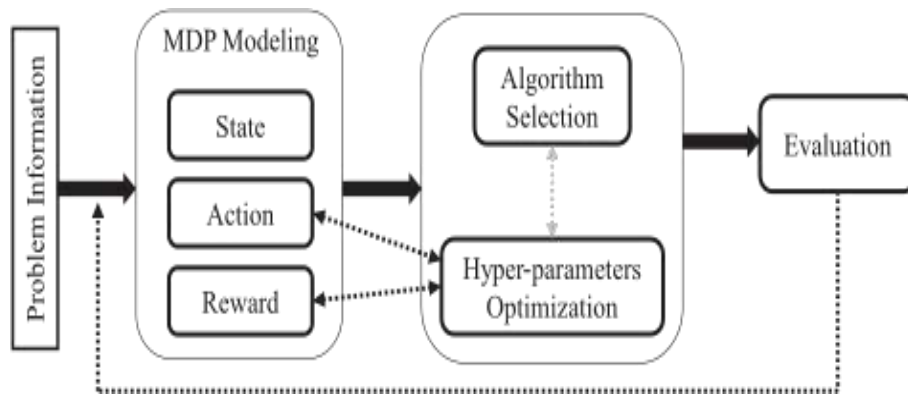 Problem Information
MDP Modeling
State
Action
Reward
Algorithm
Selection
Hyper-parameters
Optimization
Evaluation